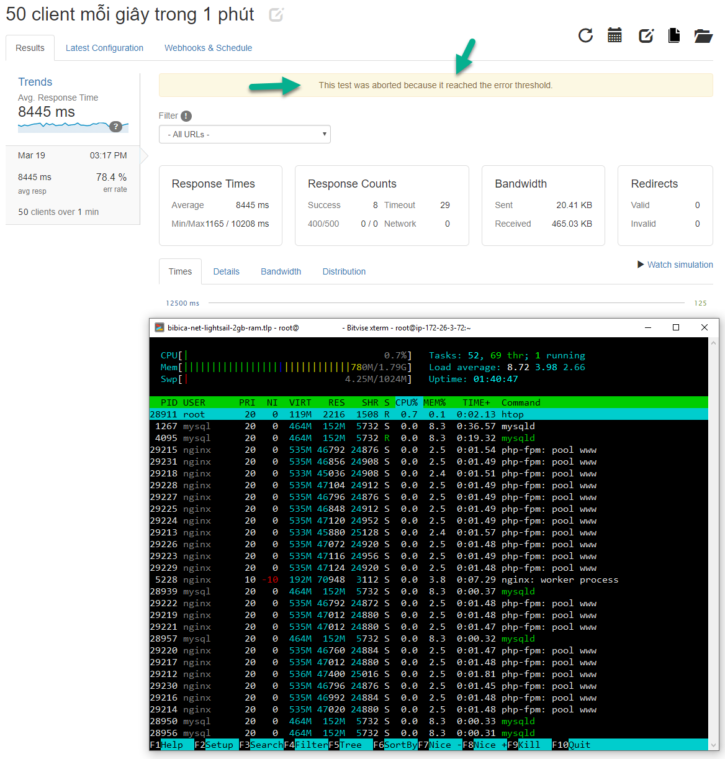 50 client mỗi giây trong 1 phút
Results Latest Configuration Webhooks & Schedule
Trends
Avg. Response Time
8445 ms
?
Mar 19 03:17 PM
8445 ms 78.4 %
avg resp err rate
50 clients over 1 min
This test was aborted because it reached the error threshold.
Filter !
- All URLs -
Response Times
Average 8445 ms
Min/Max 1165 / 10208 ms
Response Counts
Success 8 Timeout 29
400/500 0 / 0 Network 0
Bandwidth
Sent 20.41 KB
Received 465.03 KB
Redirects
Valid 0
Invalid 0
Times Details Bandwidth Distribution
Watch simulation
12500 ms 125
bibica-net-lightsail-2gb-ram.tlp - root@ - Bitvise xterm - root@ip-172-26-3-72:~
CPU[| 0.7%] Tasks: 52, 69 thr; 1 running
Mem[||||||||||||||||||||||||||||||||780M/1.79G] Load average: 8.72 3.98 2.66
Swp[| 4.25M/1024M] Uptime: 01:40:47
PID USER PRI NI VIRT RES SHR S CPU% MEM% TIME+ Command
28911 root 20 0 119M 2216 1508 R 0.7 0.1 0:02.13 htop
1267 mysql 20 0 464M 152M 5732 S 0.0 8.3 0:36.57 mysqld
4095 mysql 20 0 464M 152M 5732 R 0.0 8.3 0:19.32 mysqld
29215 nginx 20 0 535M 46792 24876 S 0.0 2.5 0:01.54 php-fpm: pool www
29231 nginx 20 0 535M 46856 24908 S 0.0 2.5 0:01.49 php-fpm: pool www
29218 nginx 20 0 533M 45036 24908 S 0.0 2.4 0:01.51 php-fpm: pool www
29228 nginx 20 0 535M 47104 24912 S 0.0 2.5 0:01.49 php-fpm: pool www
29227 nginx 20 0 535M 46796 24876 S 0.0 2.5 0:01.49 php-fpm: pool www
29225 nginx 20 0 535M 46848 24912 S 0.0 2.5 0:01.49 php-fpm: pool www
29224 nginx 20 0 535M 47120 24952 S 0.0 2.5 0:01.49 php-fpm: pool www
29213 nginx 20 0 533M 45880 25128 S 0.0 2.4 0:01.57 php-fpm: pool www
29226 nginx 20 0 535M 47072 24920 S 0.0 2.5 0:01.48 php-fpm: pool www
29223 nginx 20 0 535M 47116 24956 S 0.0 2.5 0:01.49 php-fpm: pool www
29229 nginx 20 0 535M 47124 24920 S 0.0 2.5 0:01.48 php-fpm: pool www
5228 nginx 10 -10 192M 70948 3112 S 0.0 3.8 0:07.29 nginx: worker process
28939 mysql 20 0 464M 152M 5732 S 0.0 8.3 0:00.37 mysqld
29222 nginx 20 0 535M 46792 24872 S 0.0 2.5 0:01.48 php-fpm: pool www
29219 nginx 20 0 535M 47012 24880 S 0.0 2.5 0:01.48 php-fpm: pool www
29221 nginx 20 0 535M 47012 24880 S 0.0 2.5 0:01.47 php-fpm: pool www
28957 mysql 20 0 464M 152M 5732 S 0.0 8.3 0:00.32 mysqld
29220 nginx 20 0 535M 46760 24884 S 0.0 2.5 0:01.47 php-fpm: pool www
29217 nginx 20 0 535M 47012 24880 S 0.0 2.5 0:01.48 php-fpm: pool www
29212 nginx 20 0 536M 47400 25016 S 0.0 2.5 0:01.81 php-fpm: pool www
29230 nginx 20 0 535M 46796 24876 S 0.0 2.5 0:01.45 php-fpm: pool www
29216 nginx 20 0 535M 46992 24884 S 0.0 2.5 0:01.48 php-fpm: pool www
29214 nginx 20 0 535M 47020 24880 S 0.0 2.5 0:01.48 php-fpm: pool www
28950 mysql 20 0 464M 152M 5732 S 0.0 8.3 0:00.33 mysqld
28956 mysql 20 0 464M 152M 5732 S 0.0 8.3 0:00.31 mysqld
F1Help F2Setup F3SearchF4FilterF5Tree F6SortByF7Nice -F8Nice +F9Kill F10Quit